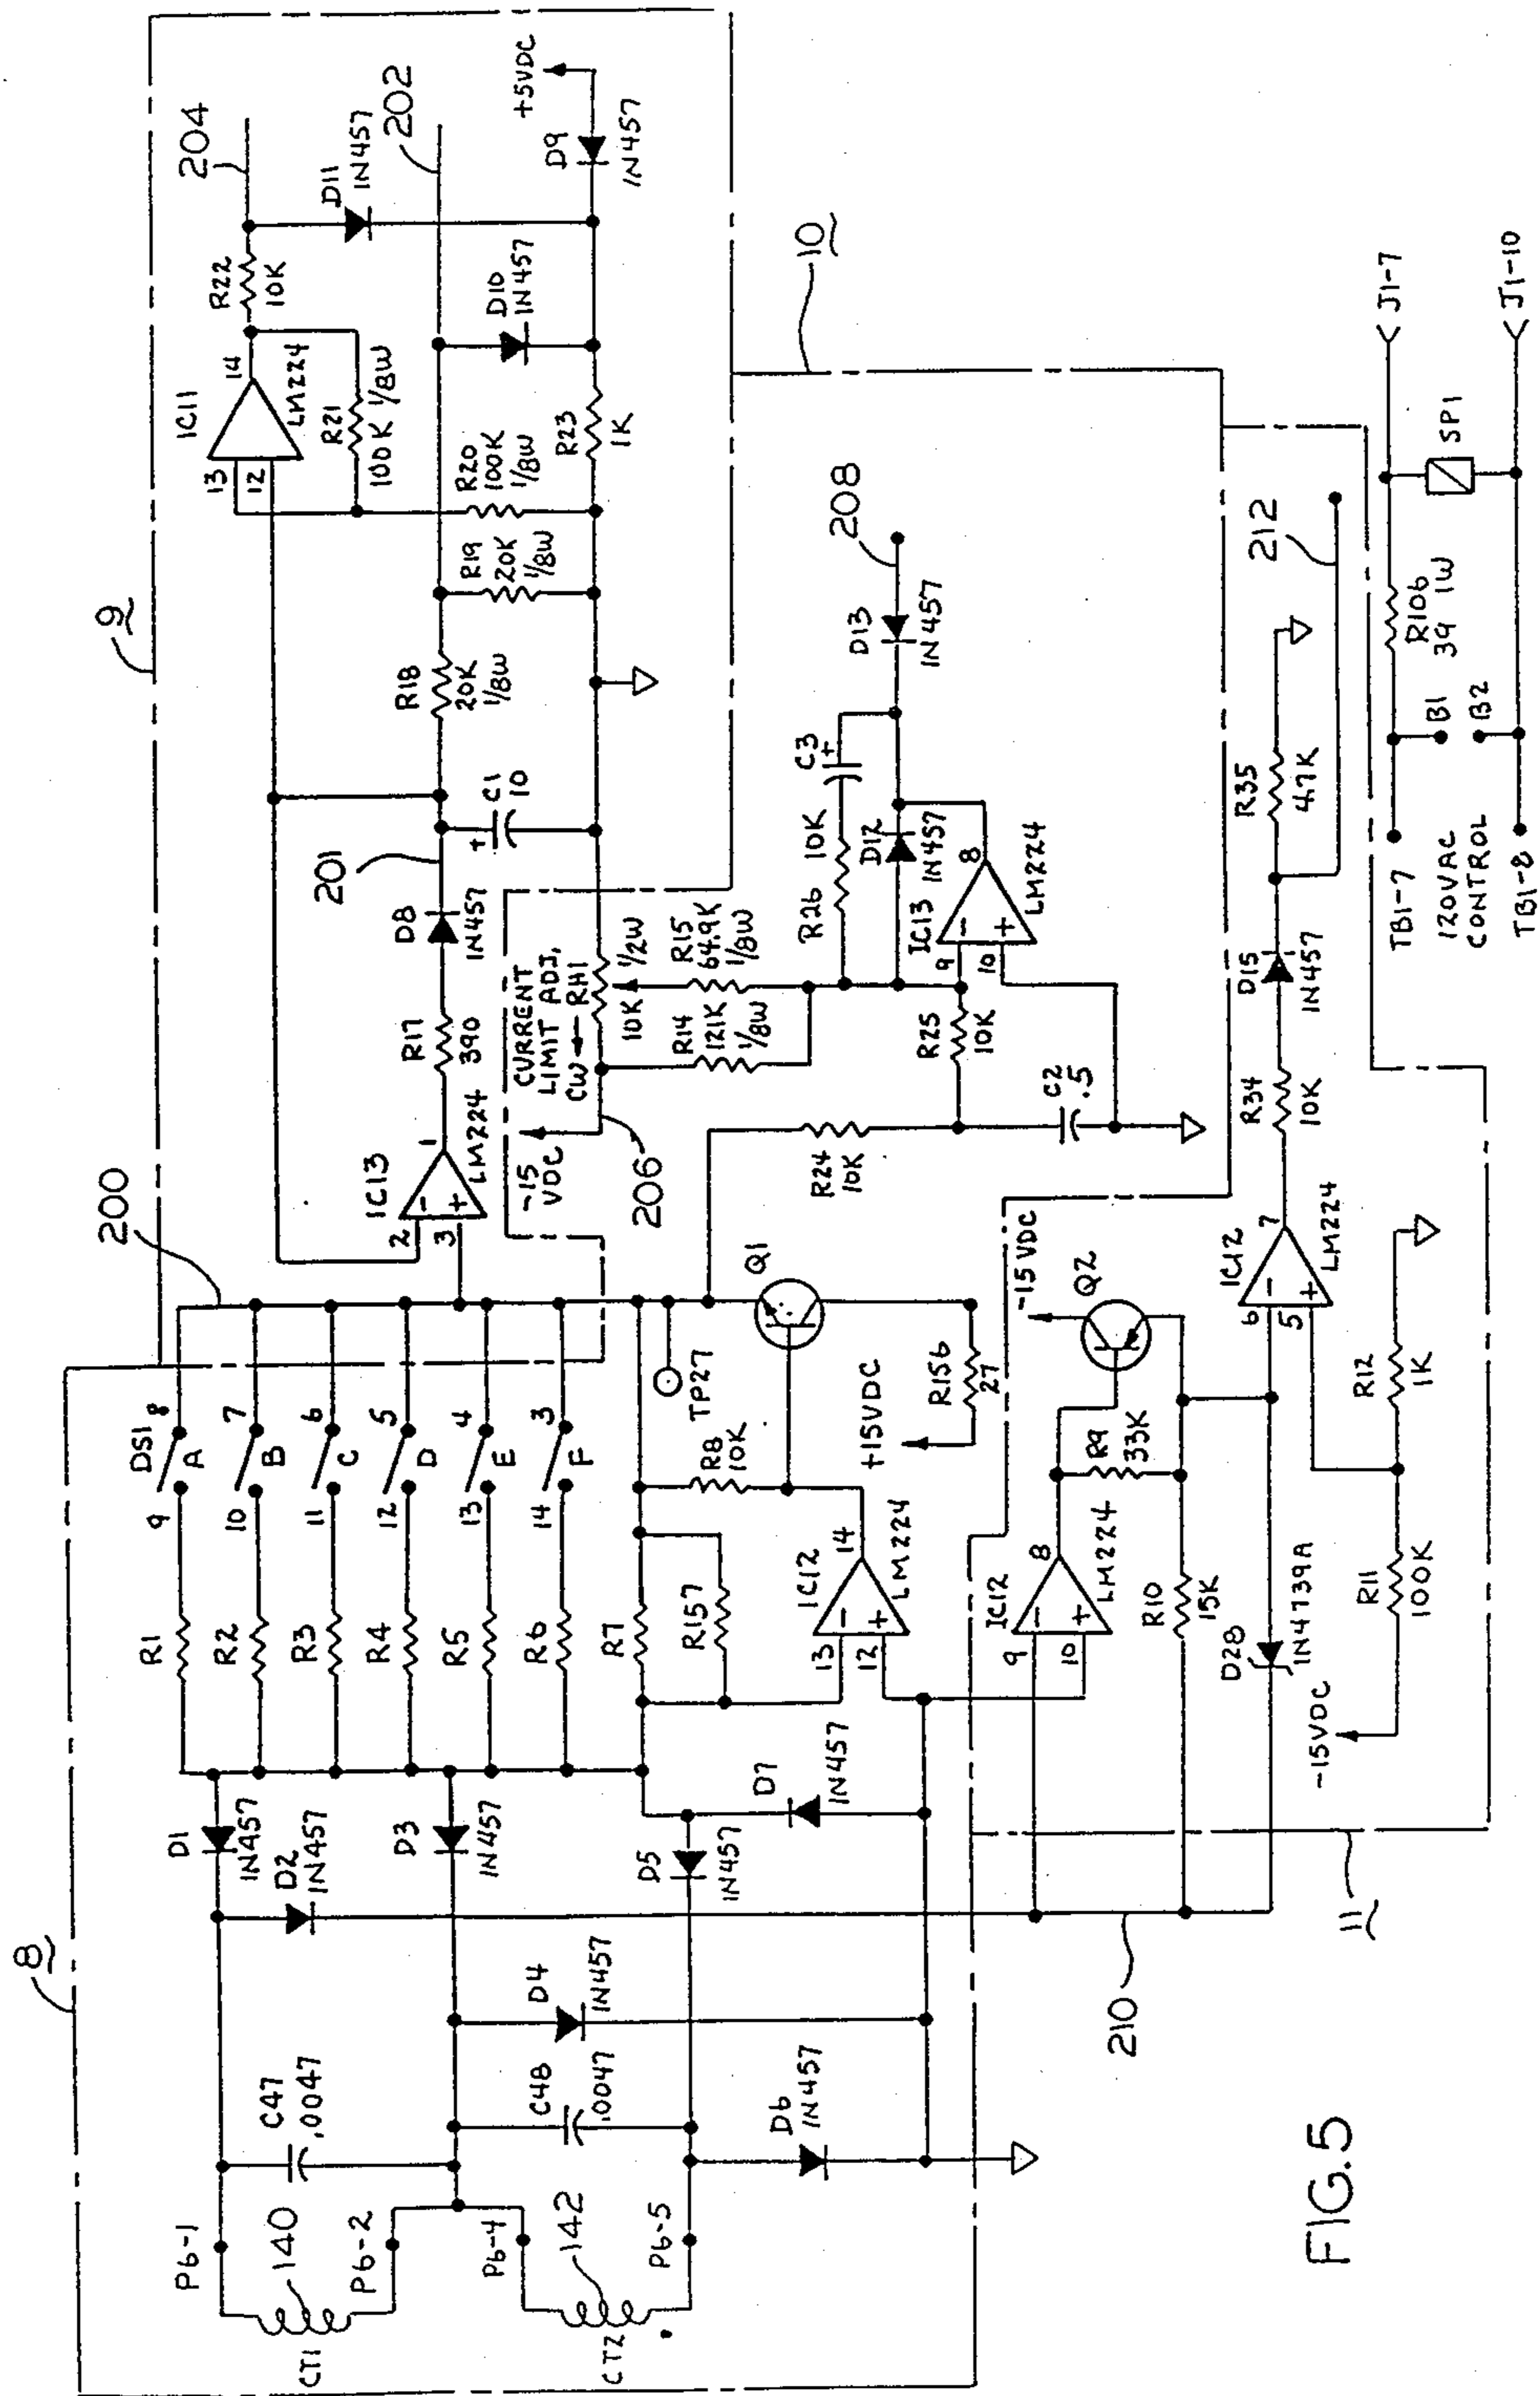 8
P6-1
140
CT1
P6-2
C47
.0047
P6-4
142
CT2
P6-5
C48
.0047
D4
1N457
D6
1N457
D1
1N457
D2
1N457
D3
1N457
D5
1N457
D7
1N457
R1
R2
R3
R4
R5
R6
R7
R157
DS1
9
8
A
10
7
B
11
6
C
12
5
D
13
4
E
14
3
F
200
TP27
R8
10K
IC12
13
12
14
LM224
Q1
+15VDC
R156
27
9
IC13
2
3
1
LM224
R17
390
D8
1N457
201
C1
10
R18
20K
1/8W
R19
20K
1/8W
R20
100K
1/8W
R21
100K 1/8W
IC11
13
12
14
LM224
R22
10K
204
D11
1N457
202
D10
1N457
R23
1K
D9
1N457
+5VDC
10
-15
VDC
CURRENT
LIMIT ADJ,
CW
RH1
10K
1/2W
206
R14
121K
1/8W
R15
64.9K
1/8W
R24
10K
R25
10K
C2
.5
R26
10K
C3
D12
1N457
IC13
9
10
8
LM224
D13
1N457
208
11
210
IC12
9
10
8
LM224
R9
33K
R10
15K
D28
1N4739A
-15VDC
Q2
-15VDC
R11
100K
R12
1K
IC12
6
5
7
LM224
R34
10K
D15
1N457
R35
47K
212
TB1-7
120VAC
CONTROL
TB1-8
B1
B2
R106
39 1W
SP1
J1-7
J1-10
FIG.5